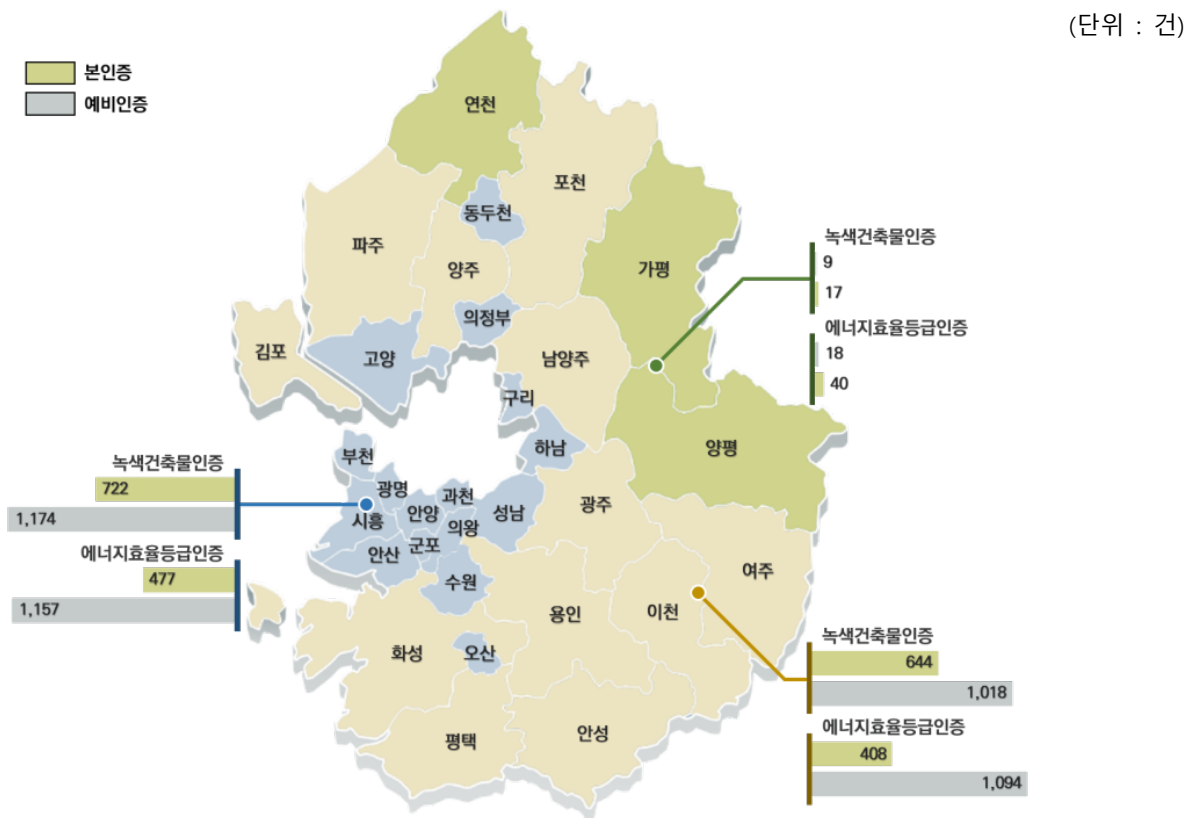 (단위 : 건)
본인증
예비인증
연천
포천
동두천
파주
양주
가평
녹색건축물인증
9
17
의정부
에너지효율등급인증
18
40
김포
고양
남양주
구리
하남
양평
부천
녹색건축물인증
722
1,174
광명
과천
시흥
안양
성남
광주
의왕
군포
안산
에너지효율등급인증
477
1,157
수원
여주
이천
용인
화성
오산
녹색건축물인증
644
1,018
평택
안성
에너지효율등급인증
408
1,094